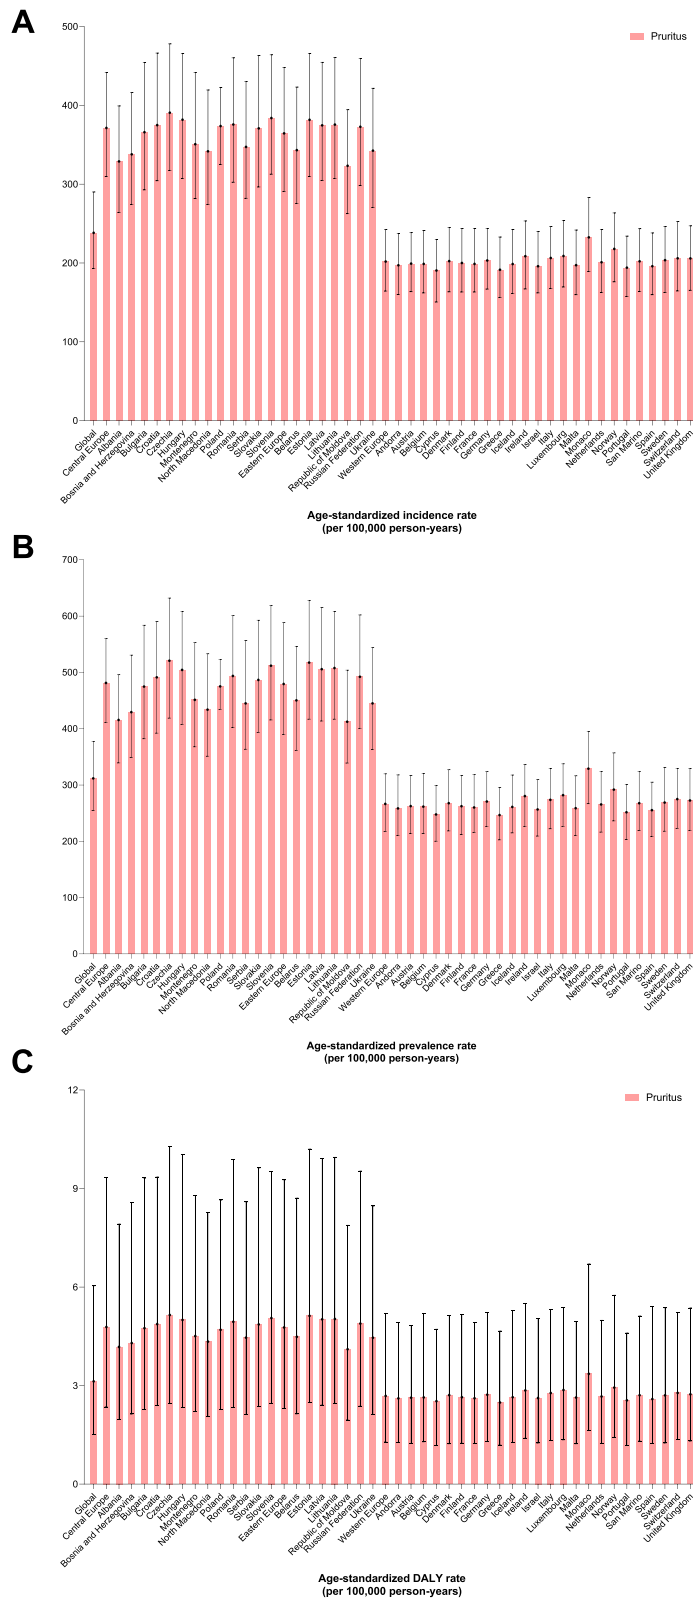 A
500
400
300
200
100
0
Pruritus
Global
Central Europe
Albania
Bosnia and Herzegovina
Bulgaria
Croatia
Czechia
Hungary
Montenegro
North Macedonia
Poland
Romania
Serbia
Slovakia
Slovenia
Eastern Europe
Belarus
Estonia
Latvia
Lithuania
Republic of Moldova
Russian Federation
Ukraine
Western Europe
Andorra
Austria
Belgium
Cyprus
Denmark
Finland
France
Germany
Greece
Iceland
Ireland
Israel
Italy
Luxembourg
Malta
Monaco
Netherlands
Norway
Portugal
San Marino
Spain
Sweden
Switzerland
United Kingdom
Age-standardized incidence rate
(per 100,000 person-years)
B
700
600
500
400
300
200
100
0
Global
Central Europe
Albania
Bosnia and Herzegovina
Bulgaria
Croatia
Czechia
Hungary
Montenegro
North Macedonia
Poland
Romania
Serbia
Slovakia
Slovenia
Eastern Europe
Belarus
Estonia
Latvia
Lithuania
Republic of Moldova
Russian Federation
Ukraine
Western Europe
Andorra
Austria
Belgium
Cyprus
Denmark
Finland
France
Germany
Greece
Iceland
Ireland
Israel
Italy
Luxembourg
Malta
Monaco
Netherlands
Norway
Portugal
San Marino
Spain
Sweden
Switzerland
United Kingdom
Age-standardized prevalence rate
(per 100,000 person-years)
C
12
9
6
3
0
Pruritus
Global
Central Europe
Albania
Bosnia and Herzegovina
Bulgaria
Croatia
Czechia
Hungary
Montenegro
North Macedonia
Poland
Romania
Serbia
Slovakia
Slovenia
Eastern Europe
Belarus
Estonia
Latvia
Lithuania
Republic of Moldova
Russian Federation
Ukraine
Western Europe
Andorra
Austria
Belgium
Cyprus
Denmark
Finland
France
Germany
Greece
Iceland
Ireland
Israel
Italy
Luxembourg
Malta
Monaco
Netherlands
Norway
Portugal
San Marino
Spain
Sweden
Switzerland
United Kingdom
Age-standardized DALY rate
(per 100,000 person-years)